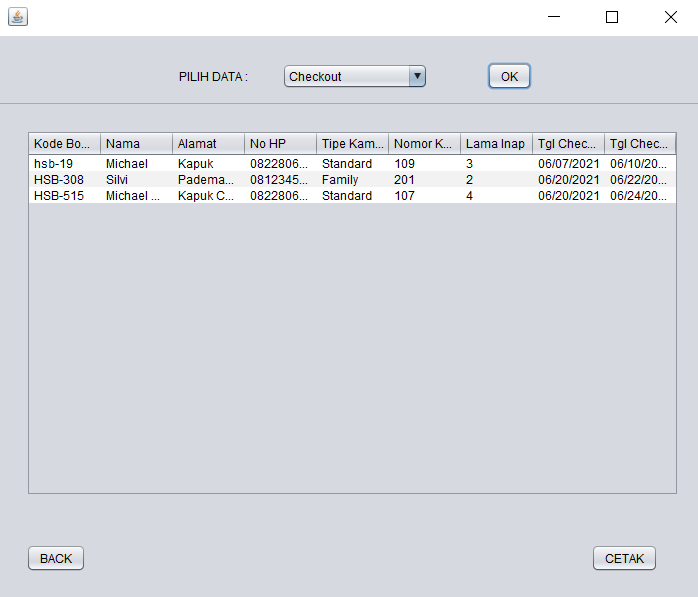 PILIH DATA : Checkout OK
Kode Bo... Nama Alamat No HP Tipe Kam... Nomor K... Lama Inap Tgl Chec... Tgl Chec...
hsb-19 Michael Kapuk 0822806... Standard 109 3 06/07/2021 06/10/20...
HSB-308 Silvi Padema... 0812345... Family 201 2 06/20/2021 06/22/20...
HSB-515 Michael ... Kapuk C... 0822806... Standard 107 4 06/20/2021 06/24/20...
BACK CETAK